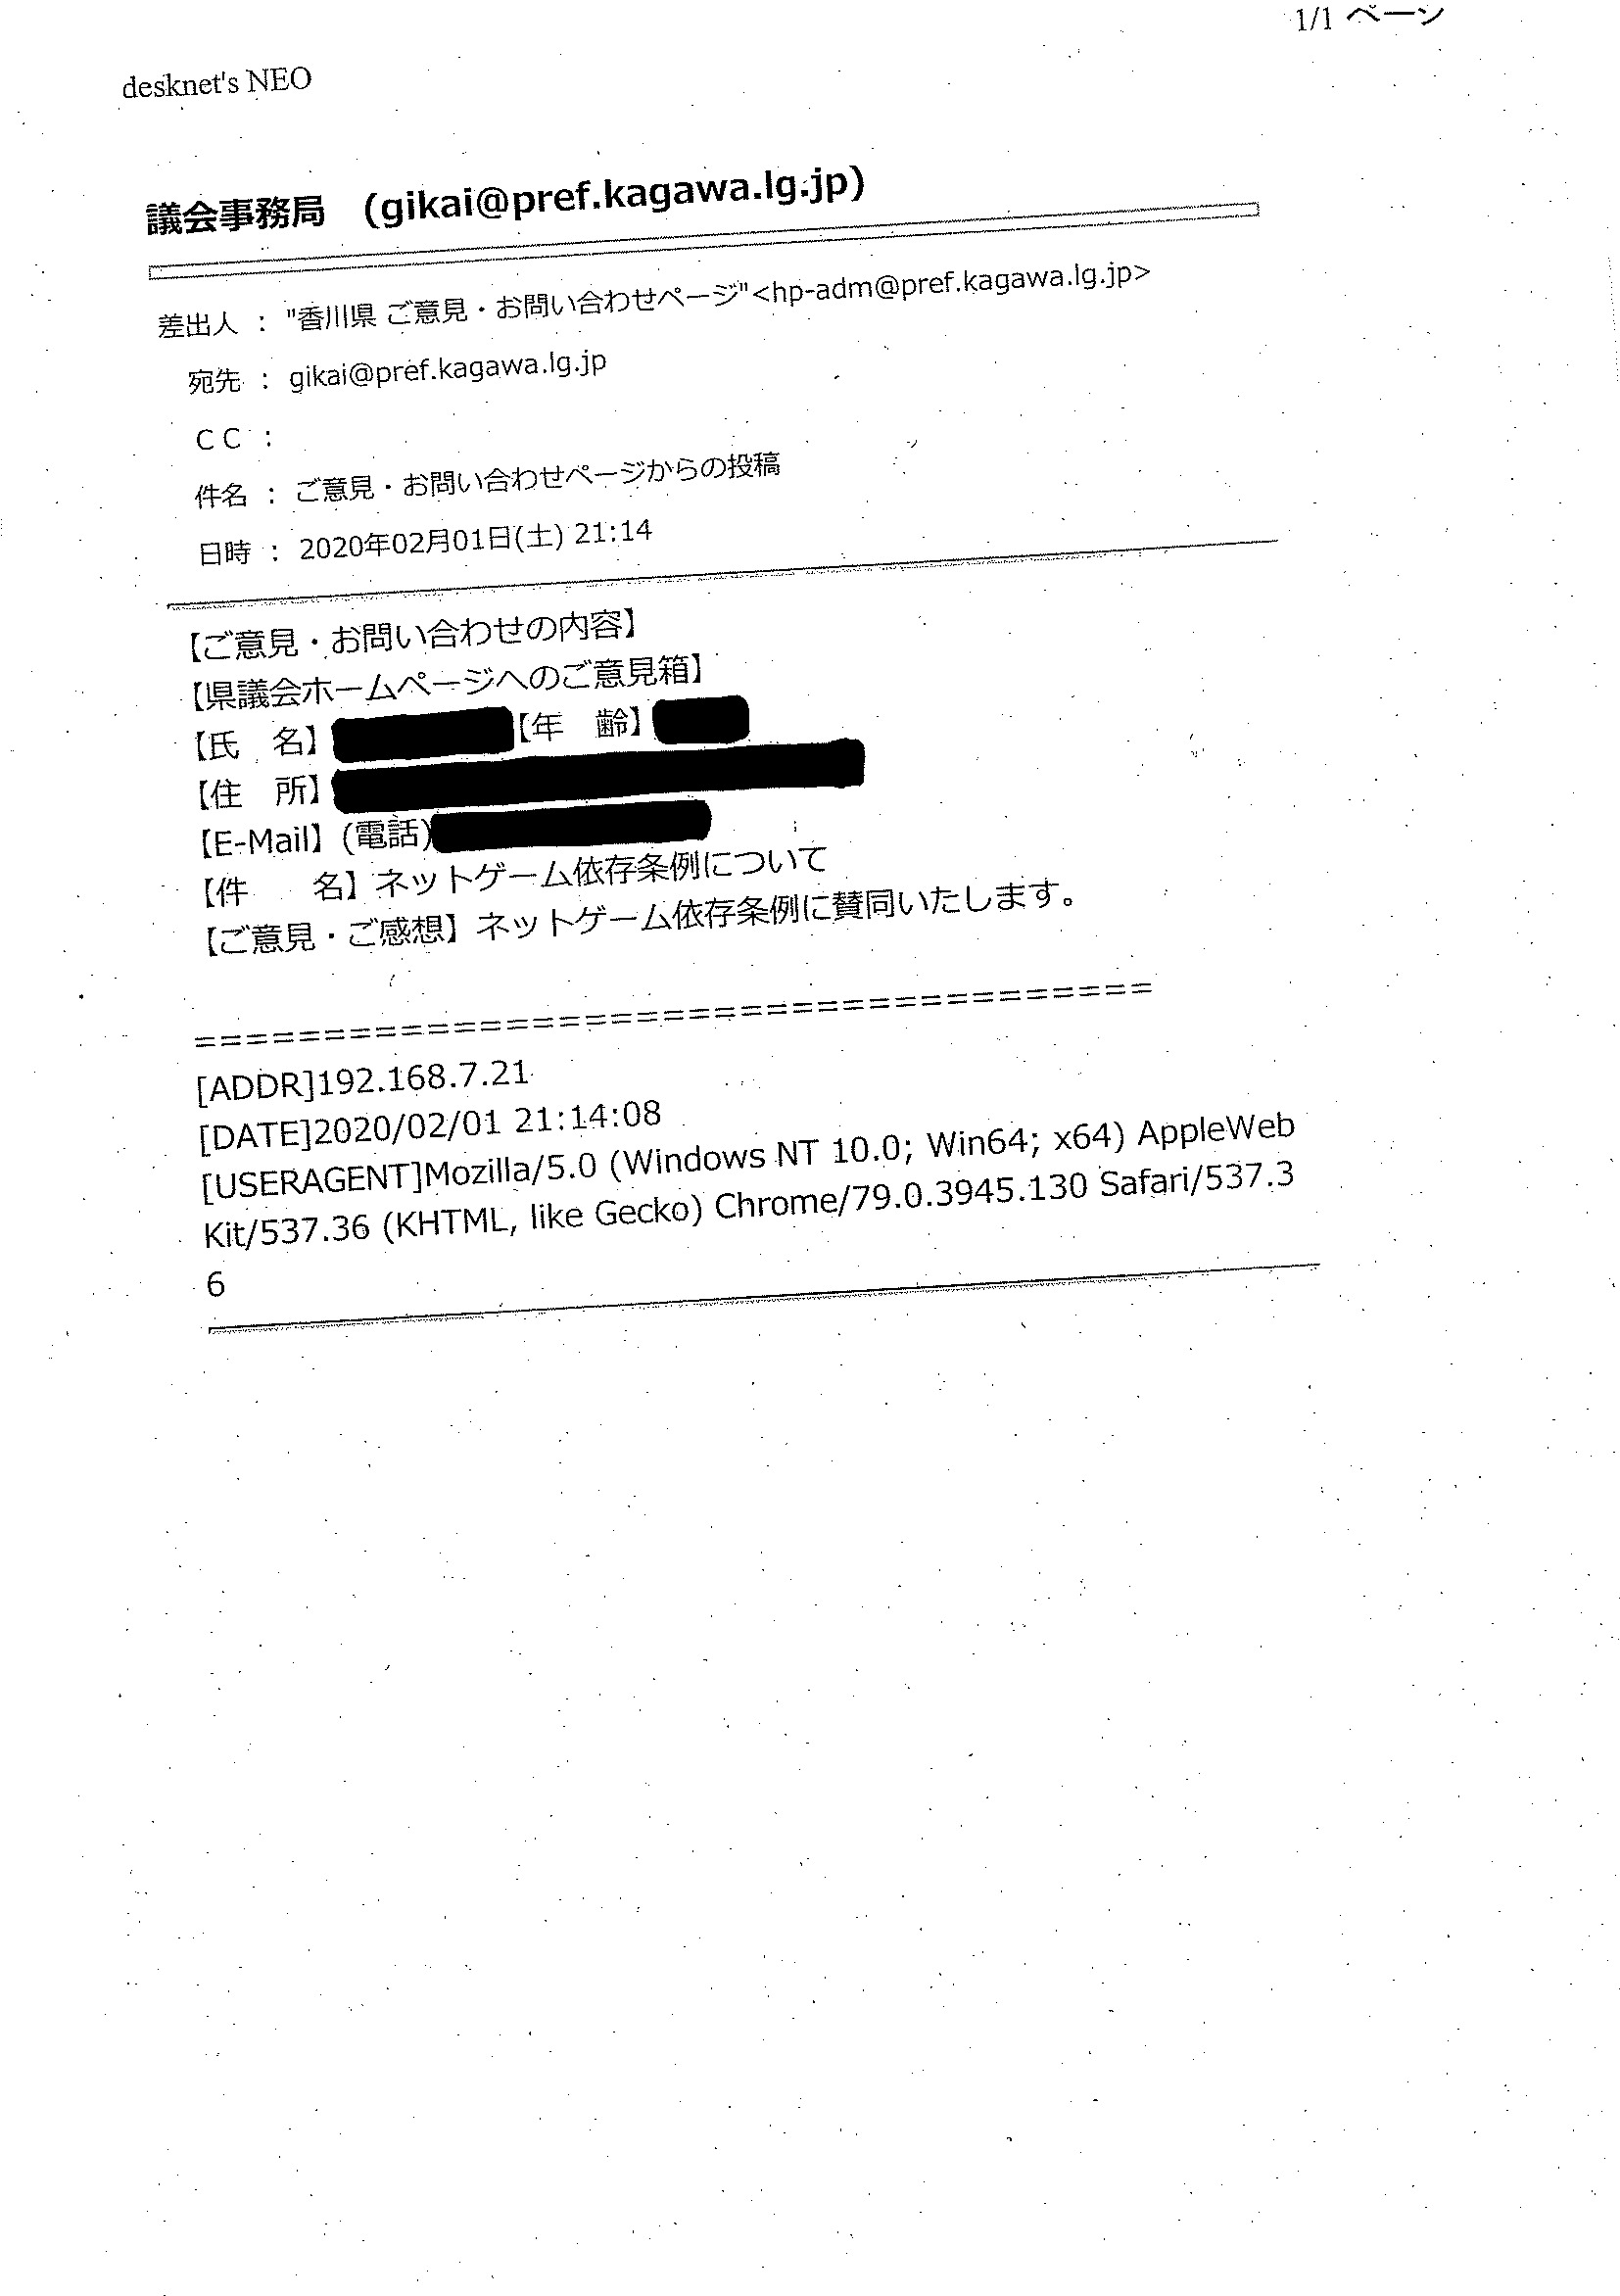 1/1 ページ
desknet's NEO
議会事務局　(gikai@pref.kagawa.lg.jp)
差出人 ： "香川県 ご意見・お問い合わせページ"<hp-adm@pref.kagawa.lg.jp>
宛先 ： gikai@pref.kagawa.lg.jp
ＣＣ ：
件名 ： ご意見・お問い合わせページからの投稿
日時 ： 2020年02月01日(土) 21:14
【ご意見・お問い合わせの内容】
【県議会ホームページへのご意見箱】
【氏　名】【年　齢】
【住　所】
【E-Mail】(電話)
【件　　名】ネットゲーム依存条例について
【ご意見・ご感想】ネットゲーム依存条例に賛同いたします。
=====================================
[ADDR]192.168.7.21
[DATE]2020/02/01 21:14:08
[USERAGENT]Mozilla/5.0 (Windows NT 10.0; Win64; x64) AppleWeb
Kit/537.36 (KHTML, like Gecko) Chrome/79.0.3945.130 Safari/537.3
6